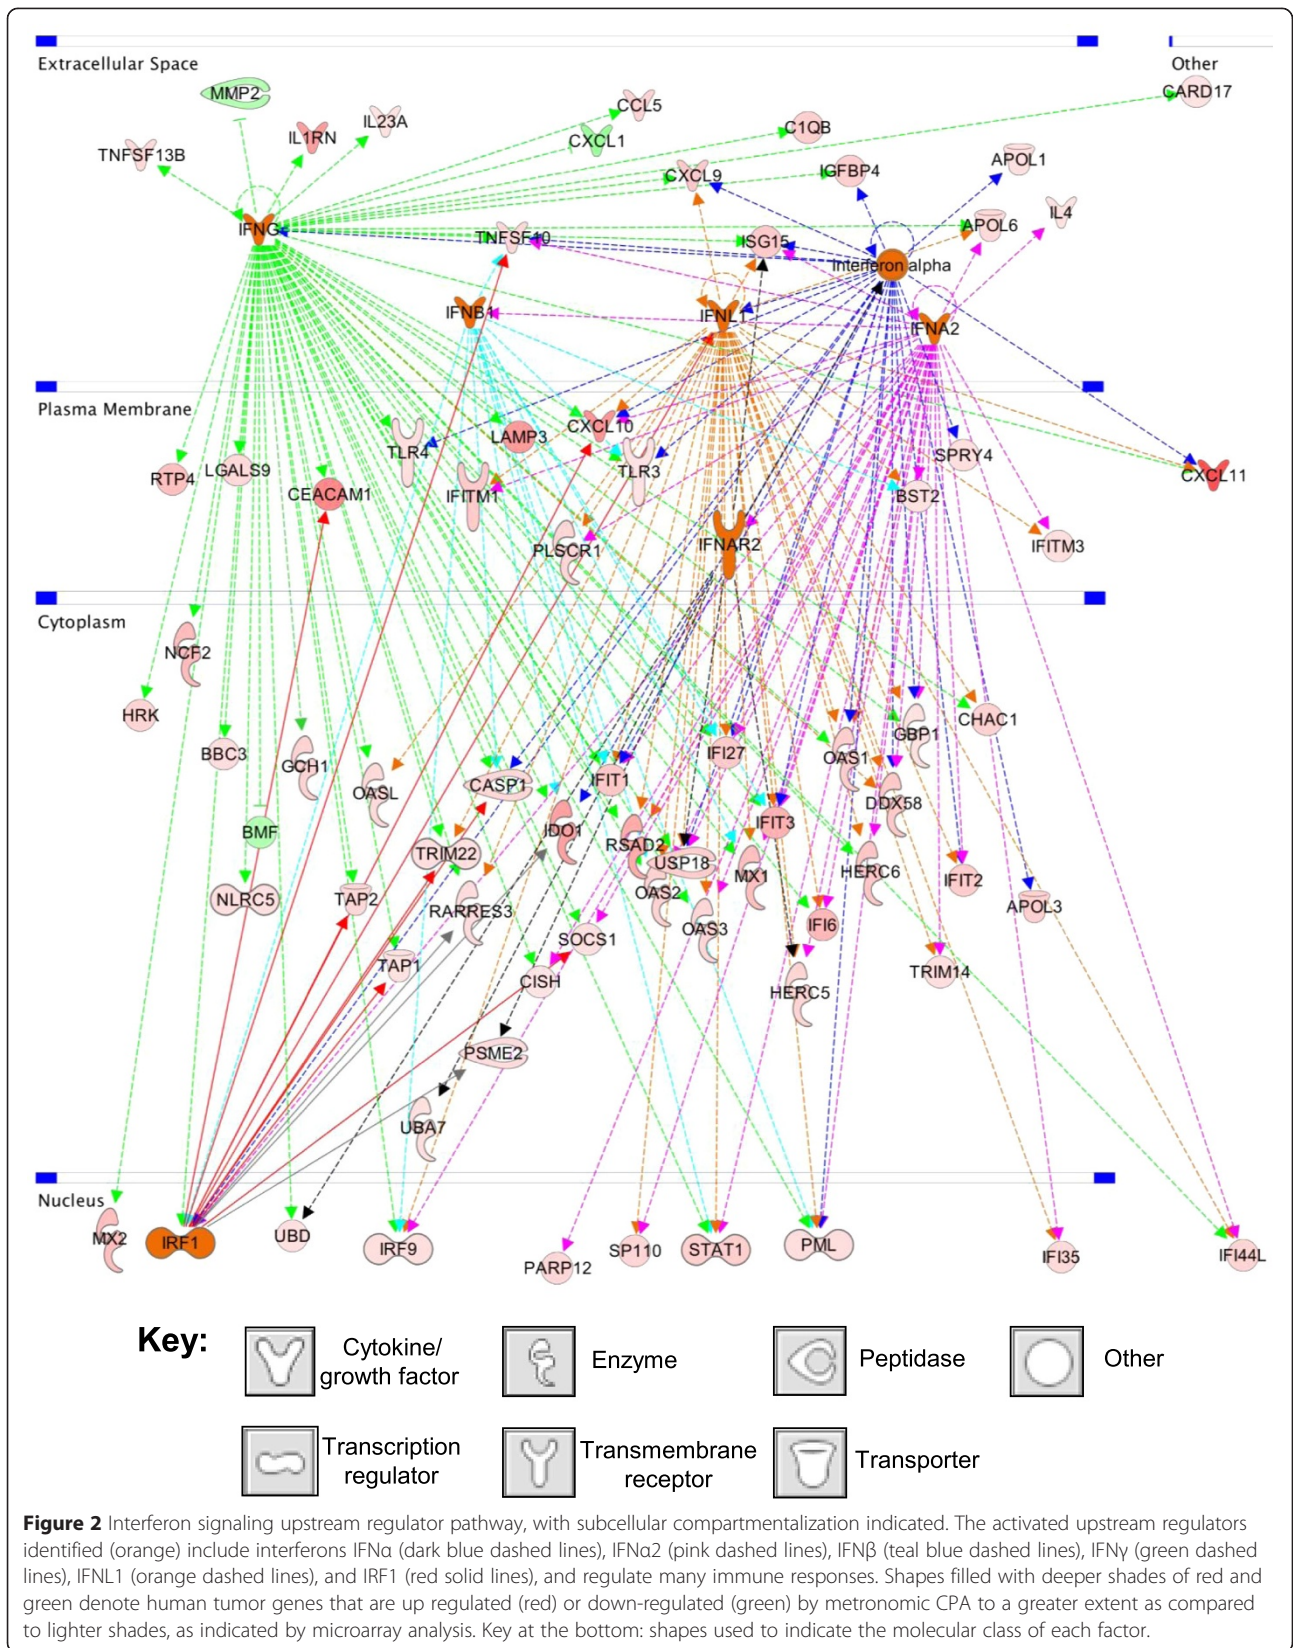 Extracellular Space
Other
MMP2
CARD17
CCL5
IL23A
IL1RN
C1QB
CXCL1
TNFSF13B
APOL1
CXCL9
IGFBP4
IL4
IFNG
APOL6
TNFSF10
ISG15
Interferon alpha
IFNB1
IFNL1
IFNA2
Plasma Membrane
CXCL10
LAMP3
TLR4
SPRY4
LGALS9
TLR3
RTP4
CXCL11
CEACAM1
IFITM1
BST2
IFNAR2
PLSCR1
IFITM3
Cytoplasm
NCF2
HRK
CHAC1
GBP1
BBC3
IFI27
OAS1
GCH1
IFIT1
CASP1
OASL
DDX58
IFIT3
BMF
IDO1
RSAD2
TRIM22
USP18
HERC6
MX1
IFIT2
OAS2
NLRC5
TAP2
APOL3
RARRES3
IFI6
OAS3
SOCS1
TAP1
TRIM14
CISH
HERC5
PSME2
UBA7
Nucleus
MX2
IRF1
UBD
IRF9
PARP12
SP110
STAT1
PML
IFI35
IFI44L
Key:
Cytokine/
growth factor
Enzyme
Peptidase
Other
Transcription
regulator
Transmembrane
receptor
Transporter
Figure 2 Interferon signaling upstream regulator pathway, with subcellular compartmentalization indicated. The activated upstream regulators
identified (orange) include interferons IFNα (dark blue dashed lines), IFNα2 (pink dashed lines), IFNβ (teal blue dashed lines), IFNγ (green dashed
lines), IFNL1 (orange dashed lines), and IRF1 (red solid lines), and regulate many immune responses. Shapes filled with deeper shades of red and
green denote human tumor genes that are up regulated (red) or down-regulated (green) by metronomic CPA to a greater extent as compared
to lighter shades, as indicated by microarray analysis. Key at the bottom: shapes used to indicate the molecular class of each factor.